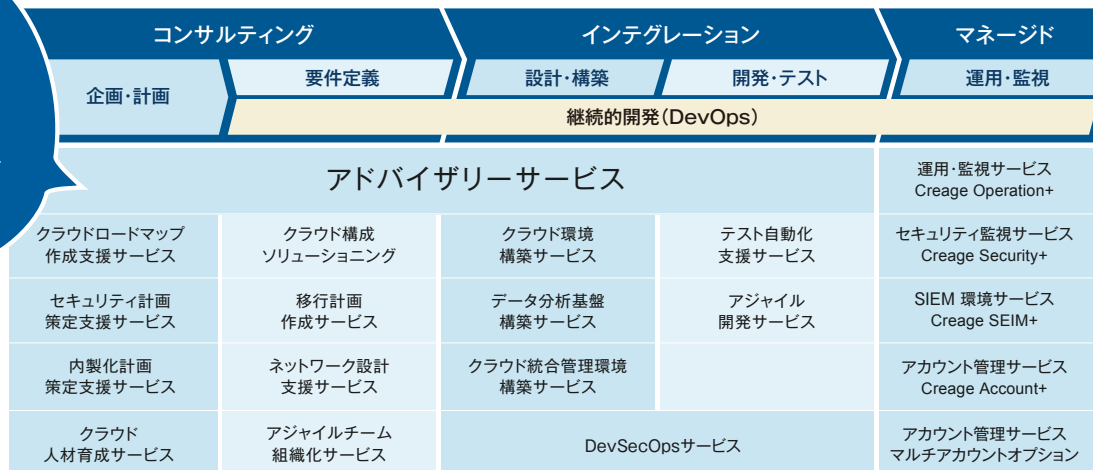 コンサルティング
インテグレーション
マネージド
企画・計画
要件定義
設計・構築
開発・テスト
運用・監視
継続的開発（DevOps）
アドバイザリーサービス
運用・監視サービス
Creage Operation+
クラウドロードマップ
作成支援サービス
クラウド構成
ソリューショニング
クラウド環境
構築サービス
テスト自動化
支援サービス
セキュリティ監視サービス
Creage Security+
セキュリティ計画
策定支援サービス
移行計画
作成サービス
データ分析基盤
構築サービス
アジャイル
開発サービス
SIEM 環境サービス
Creage SEIM+
内製化計画
策定支援サービス
ネットワーク設計
支援サービス
クラウド統合管理環境
構築サービス
アカウント管理サービス
Creage Account+
クラウド
人材育成サービス
アジャイルチーム
組織化サービス
DevSecOpsサービス
アカウント管理サービス
マルチアカウントオプション